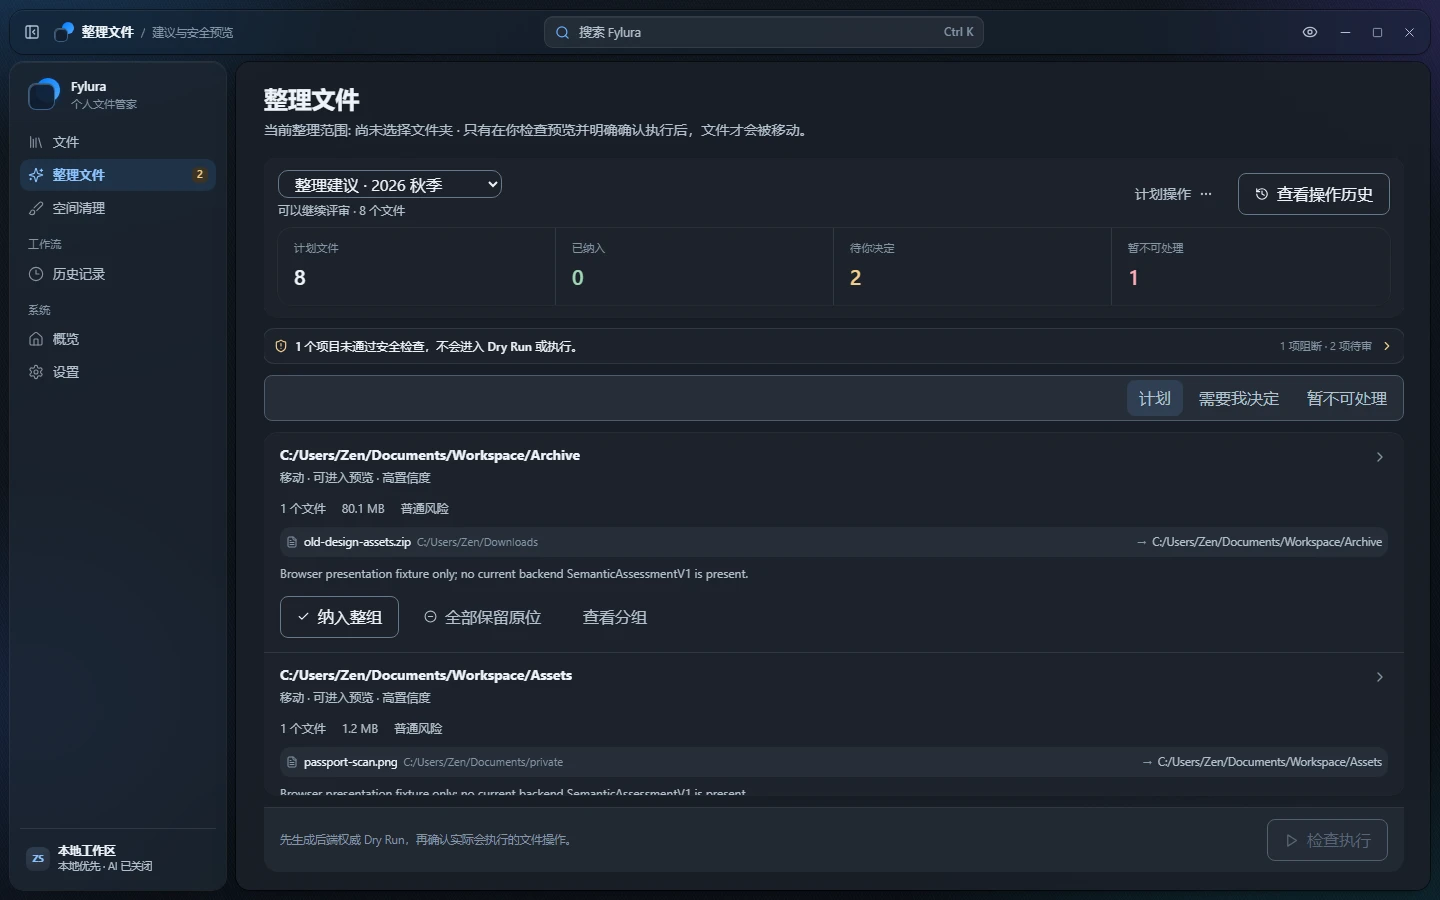 整理文件 / 建议与安全预览
搜索 Fylura
Ctrl K
Fylura
个人文件管家
文件
整理文件
2
空间清理
工作流
历史记录
系统
概览
设置
ZS
本地工作区
本地优先 · AI 已关闭
整理文件
当前整理范围: 尚未选择文件夹 · 只有在你检查预览并明确确认执行后，文件才会被移动。
整理建议 · 2026 秋季
可以继续评审 · 8 个文件
计划操作 ···
查看操作历史
计划文件
8
已纳入
0
待你决定
2
暂不可处理
1
1 个项目未通过安全检查，不会进入 Dry Run 或执行。
1 项阻断 · 2 项待审
计划
需要我决定
暂不可处理
C:/Users/Zen/Documents/Workspace/Archive
移动 · 可进入预览 · 高置信度
1 个文件 80.1 MB 普通风险
old-design-assets.zip C:/Users/Zen/Downloads → C:/Users/Zen/Documents/Workspace/Archive
Browser presentation fixture only; no current backend SemanticAssessmentV1 is present.
纳入整组
全部保留原位
查看分组
C:/Users/Zen/Documents/Workspace/Assets
移动 · 可进入预览 · 高置信度
1 个文件 1.2 MB 普通风险
passport-scan.png C:/Users/Zen/Documents/private → C:/Users/Zen/Documents/Workspace/Assets
Browser presentation fixture only; no current backend SemanticAssessmentV1 is present.
先生成后端权威 Dry Run，再确认实际会执行的文件操作。
检查执行